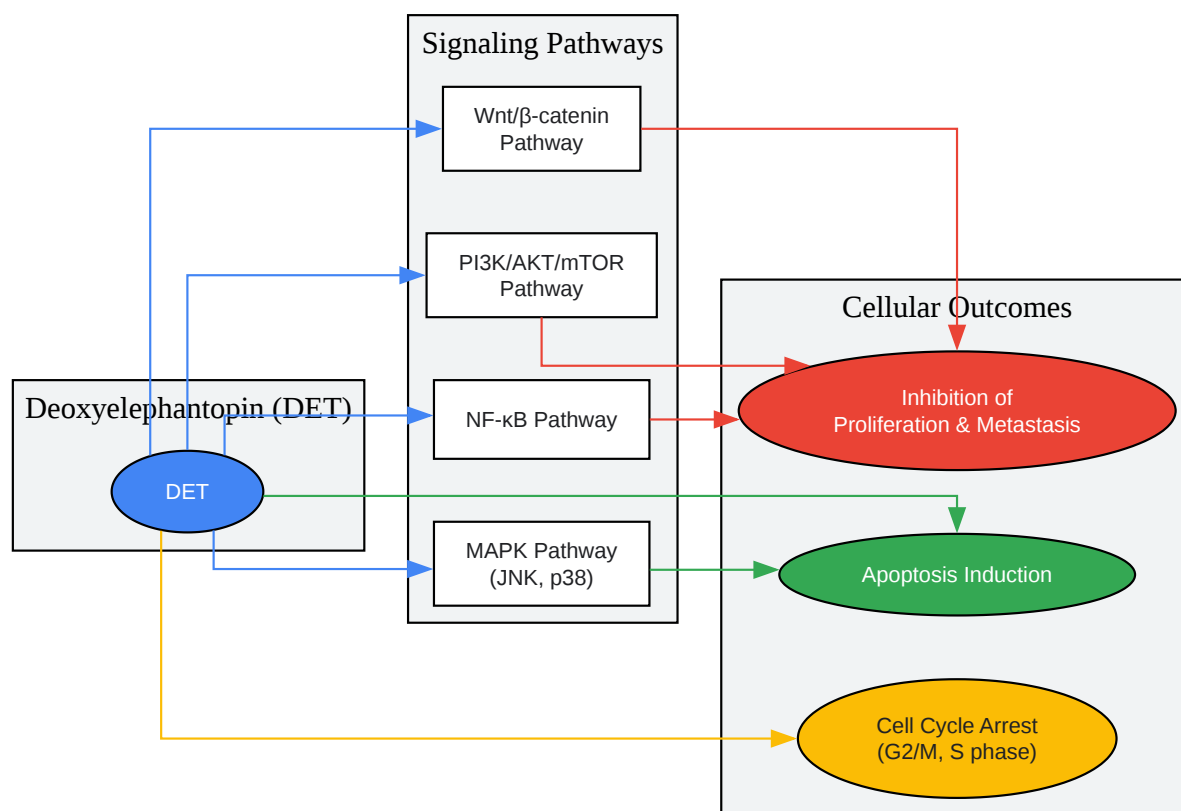 Signaling Pathways
Wnt/β-catenin
Pathway
PI3K/AKT/mTOR
Pathway
NF-κB Pathway
MAPK Pathway
(JNK, p38)
Deoxyelephantopin (DET)
DET
Cellular Outcomes
Inhibition of
Proliferation & Metastasis
Apoptosis Induction
Cell Cycle Arrest
(G2/M, S phase)